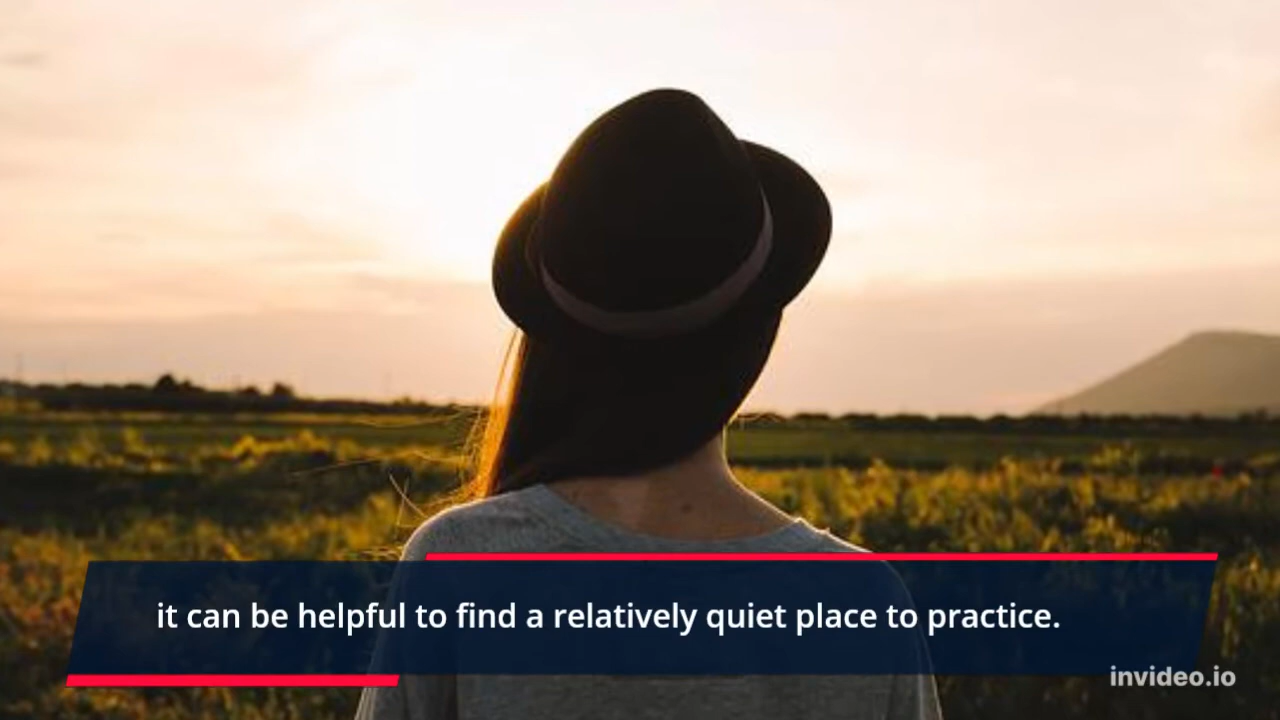 it can be helpful to find a relatively quiet place to practice.
invideo.io